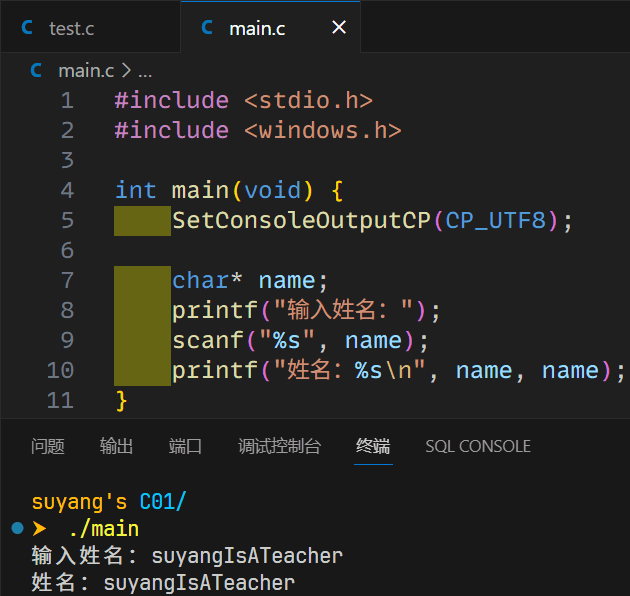 C test.c
C main.c ×
C main.c > ...
1 #include <stdio.h>
2 #include <windows.h>
3
4 int main(void) {
5 SetConsoleOutputCP(CP_UTF8);
6
7 char* name;
8 printf("输入姓名：");
9 scanf("%s", name);
10 printf("姓名：%s\n", name, name);
11 }
问题 输出 端口 调试控制台 终端 SQL CONSOLE
suyang's C01/
➤ ./main
输入姓名：suyangIsATeacher
姓名：suyangIsATeacher